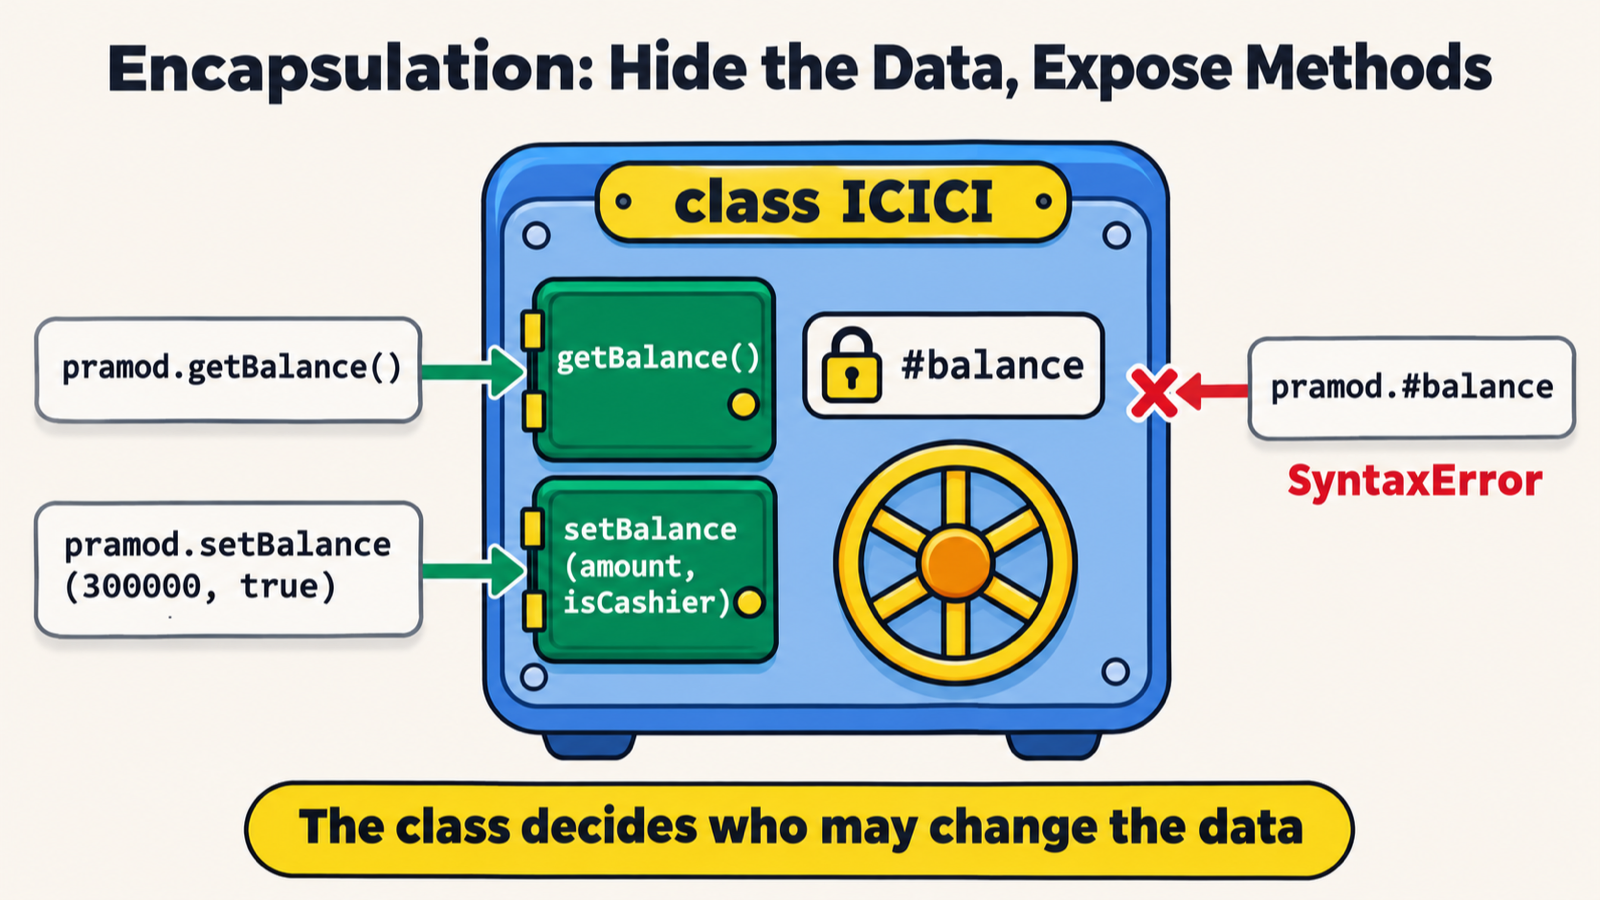 Encapsulation: Hide the Data, Expose Methods
class ICICI
pramod.getBalance()
getBalance()
#balance
pramod.#balance
SyntaxError
pramod.setBalance
(300000, true)
setBalance
(amount,
isCashier)
The class decides who may change the data